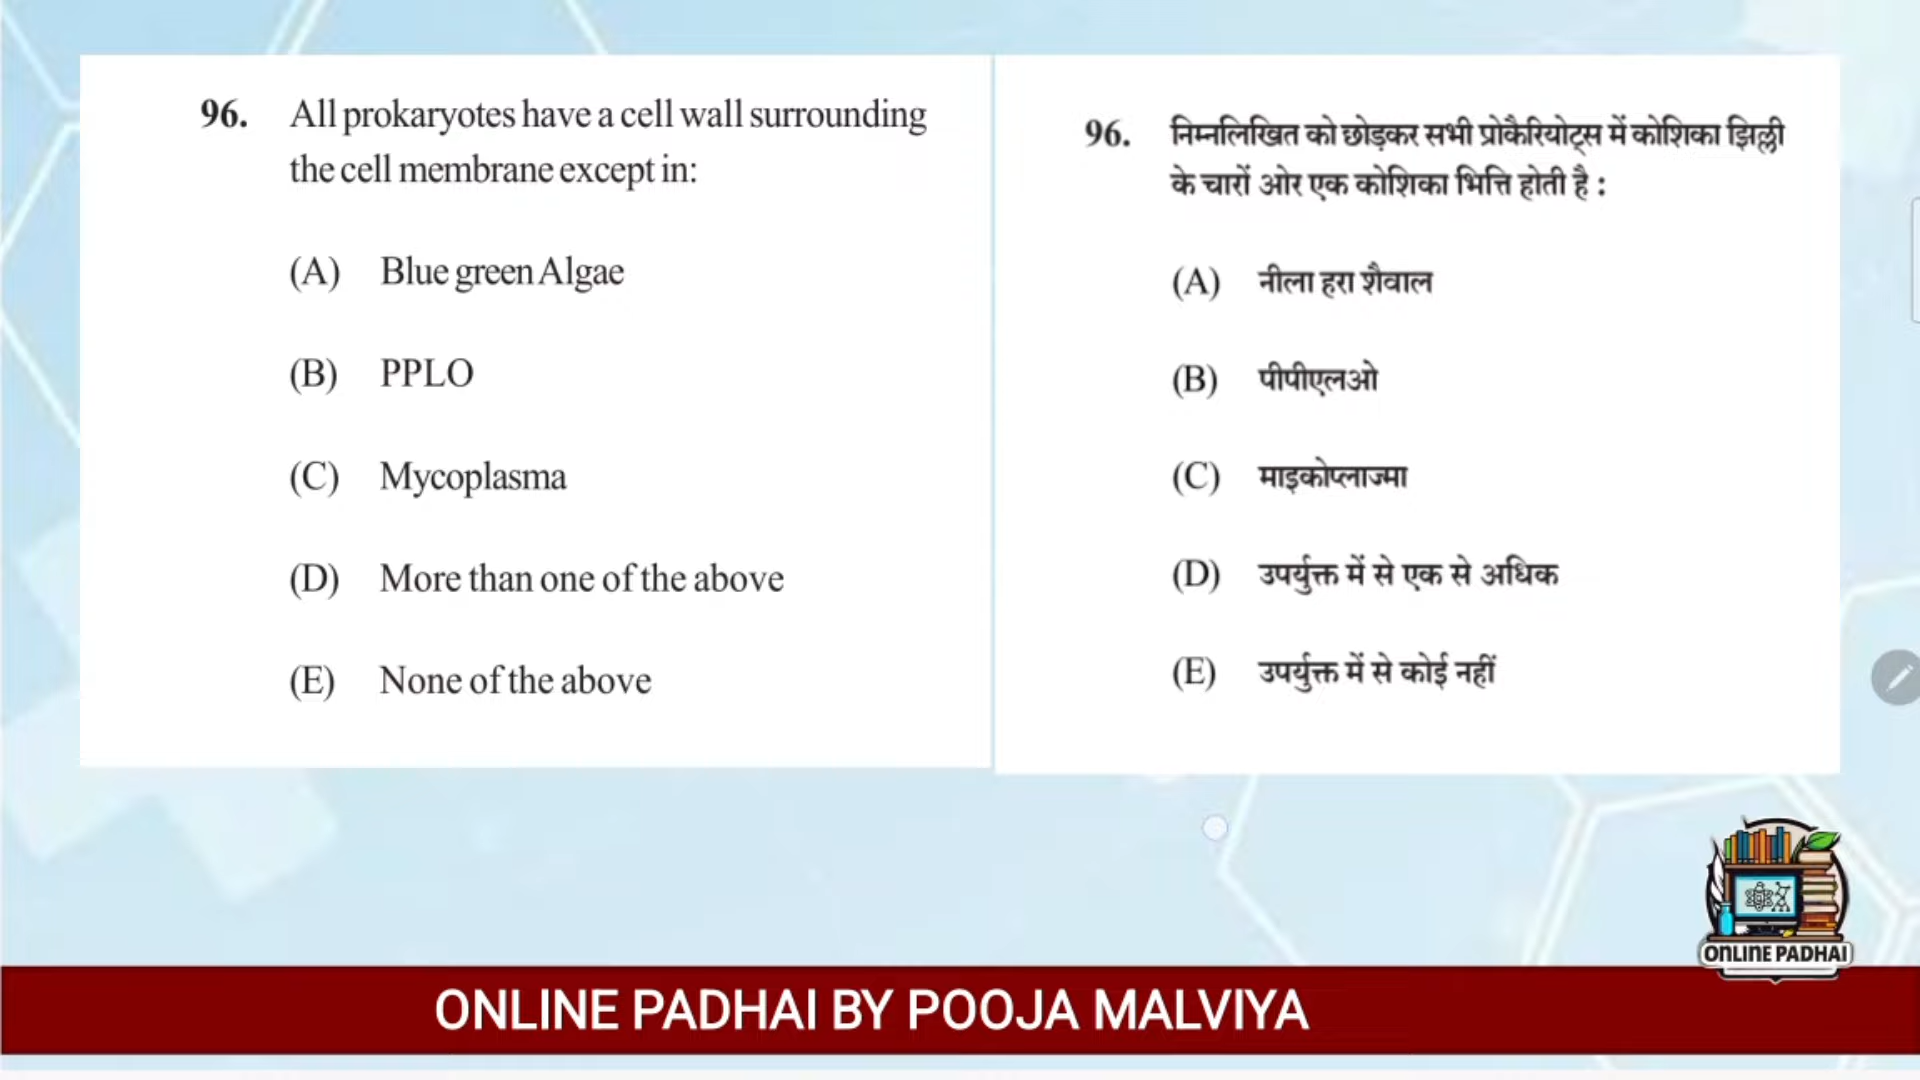 96. All prokaryotes have a cell wall surrounding
the cell membrane except in:
(A) Blue green Algae
(B) PPLO
(C) Mycoplasma
(D) More than one of the above
(E) None of the above
96. निम्नलिखित को छोड़कर सभी प्रोकैरियोट्स में कोशिका झिल्ली
के चारों ओर एक कोशिका भित्ति होती है :
(A) नीला हरा शैवाल
(B) पीपीएलओ
(C) माइकोप्लाज्मा
(D) उपर्युक्त में से एक से अधिक
(E) उपर्युक्त में से कोई नहीं
ONLINE PADHAI
ONLINE PADHAI BY POOJA MALVIYA